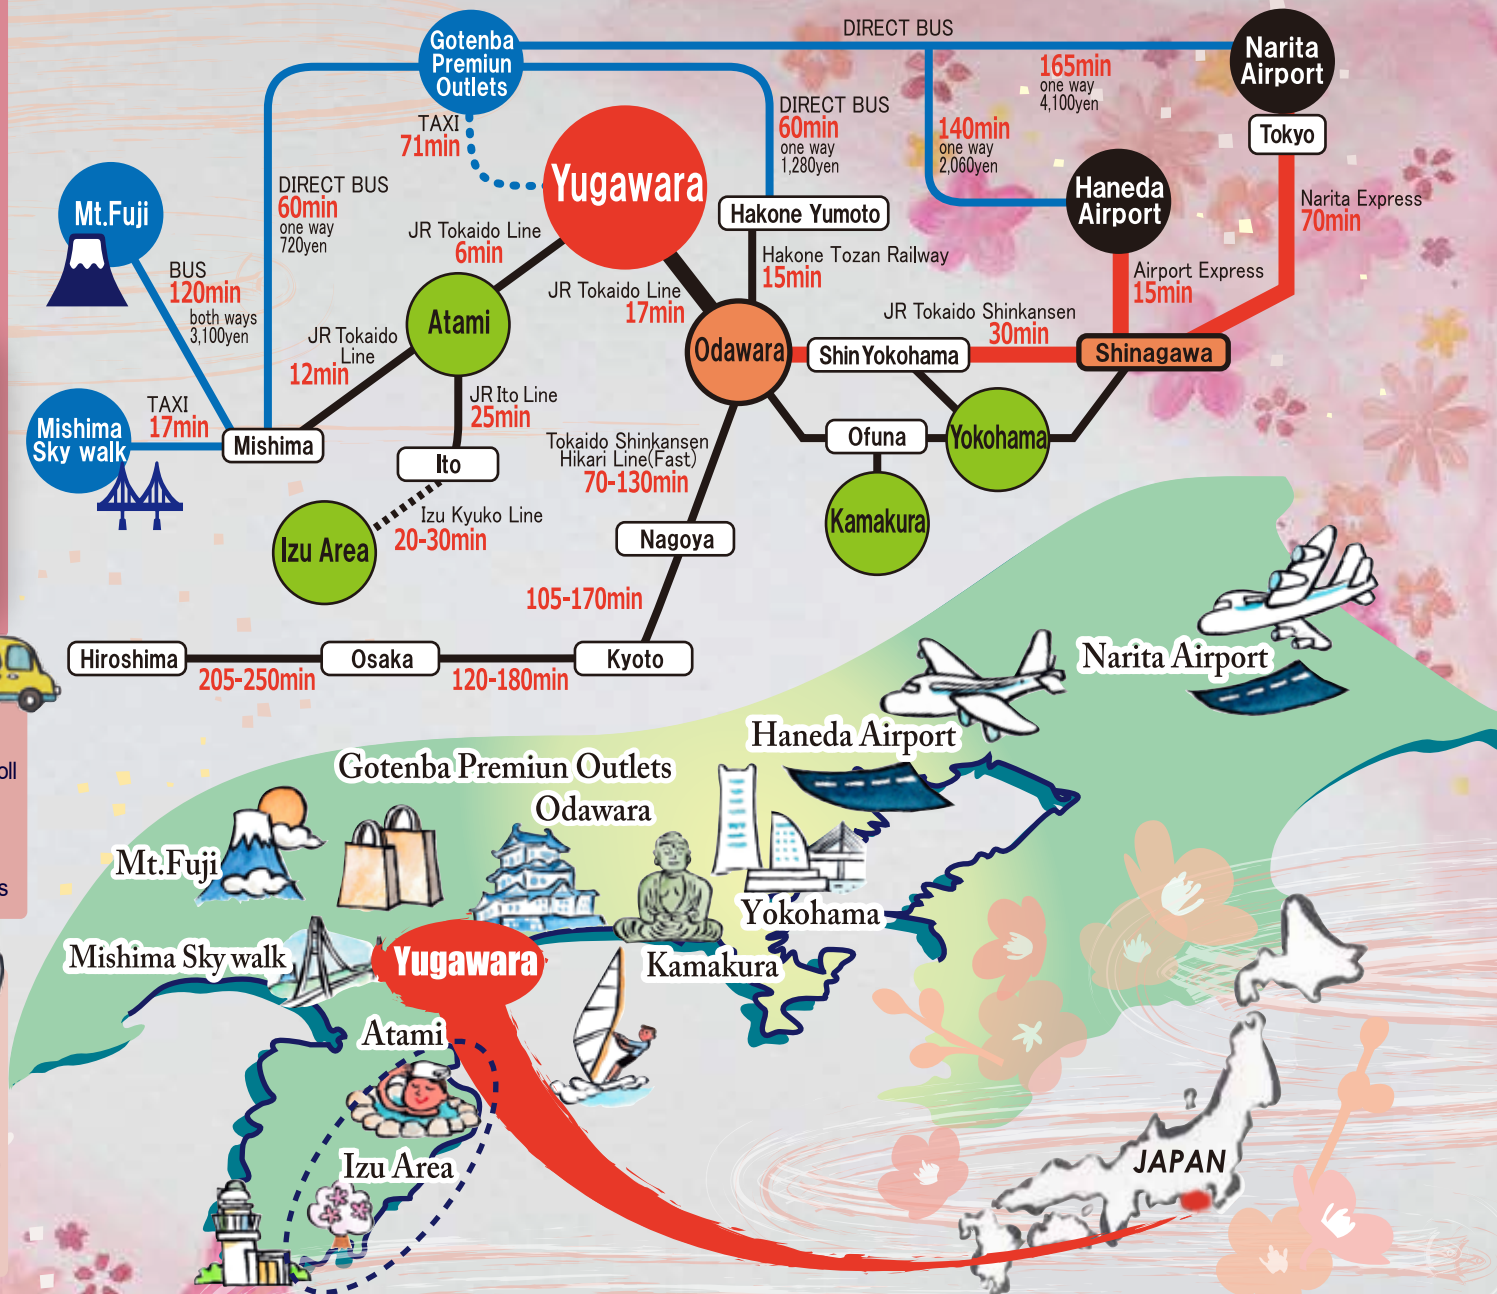 Gotenba
Premiun
Outlets
DIRECT BUS
Narita
Airport
165min
one way
4,100yen
Tokyo
TAXI
71min
DIRECT BUS
60min
one way
1,280yen
140min
one way
2,060yen
Yugawara
Haneda
Airport
Mt.Fuji
DIRECT BUS
60min
one way
720yen
Hakone Yumoto
Narita Express
70min
JR Tokaido Line
6min
Hakone Tozan Railway
15min
BUS
120min
both ways
3,100yen
Airport Express
15min
JR Tokaido Line
17min
JR Tokaido Shinkansen
30min
Atami
JR Tokaido
Line
12min
Odawara
ShinYokohama
Shinagawa
JR Ito Line
25min
TAXI
17min
Mishima
Sky walk
Mishima
Tokaido Shinkansen
Hikari Line(Fast)
70-130min
Ofuna
Yokohama
Ito
Izu Kyuko Line
20-30min
Izu Area
Kamakura
Nagoya
105-170min
Hiroshima
205-250min
Osaka
120-180min
Kyoto
Narita Airport
Haneda Airport
oll
Gotenba Premiun Outlets
Odawara
Mt.Fuji
s
Yokohama
Mishima Sky walk
Yugawara
Kamakura
Atami
Izu Area
JAPAN